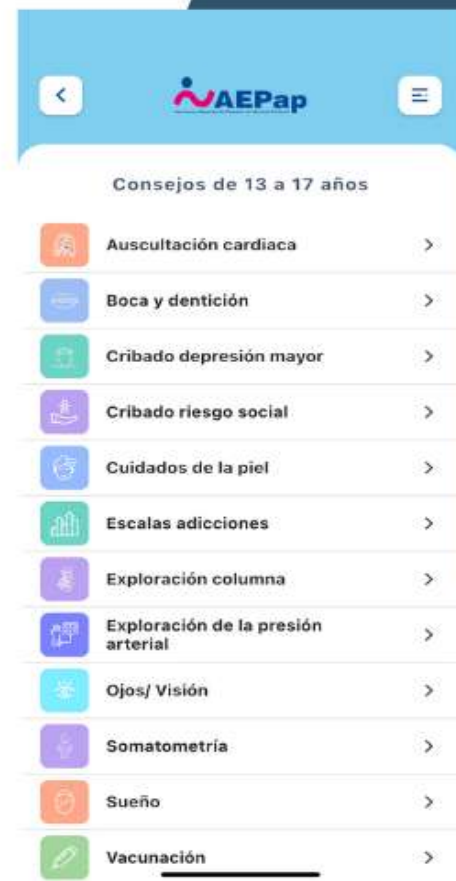 AEPap
Consejos de 13 a 17 años
Auscultación cardiaca
Boca y dentición
Cribado depresión mayor
Cribado riesgo social
Cuidados de la piel
Escalas adicciones
Exploración columna
Exploración de la presión
arterial
Ojos/ Visión
Somatometría
Sueño
Vacunación